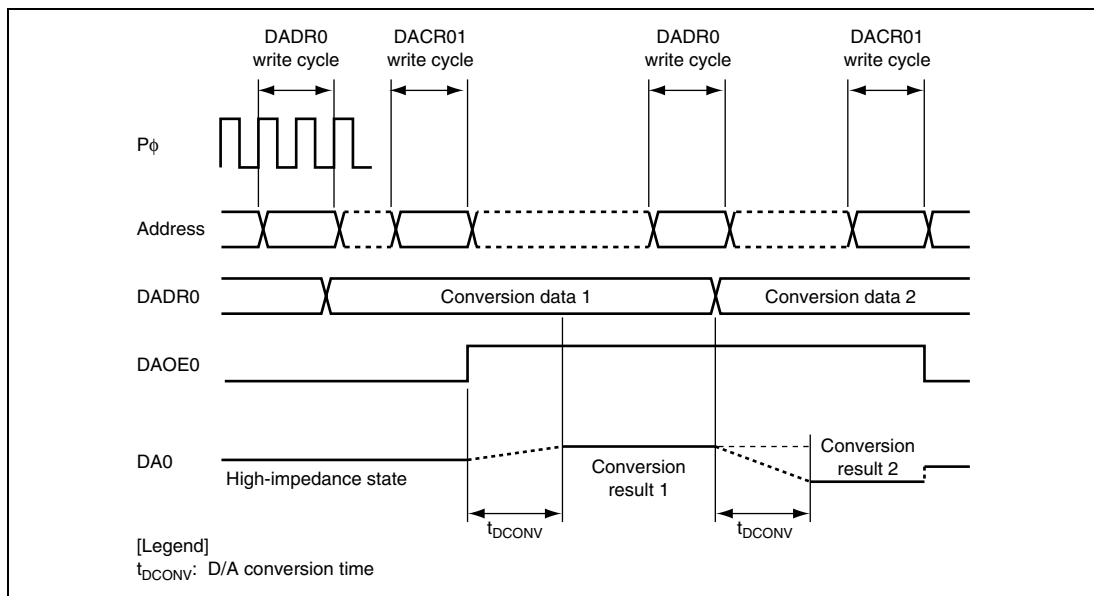 DADR0
write cycle
DACR01
write cycle
DADR0
write cycle
DACR01
write cycle
Pϕ
Address
DADR0
Conversion data 1
Conversion data 2
DAOE0
DA0
High-impedance state
Conversion
result 1
Conversion
result 2
tDCONV
tDCONV
[Legend]
tDCONV: D/A conversion time